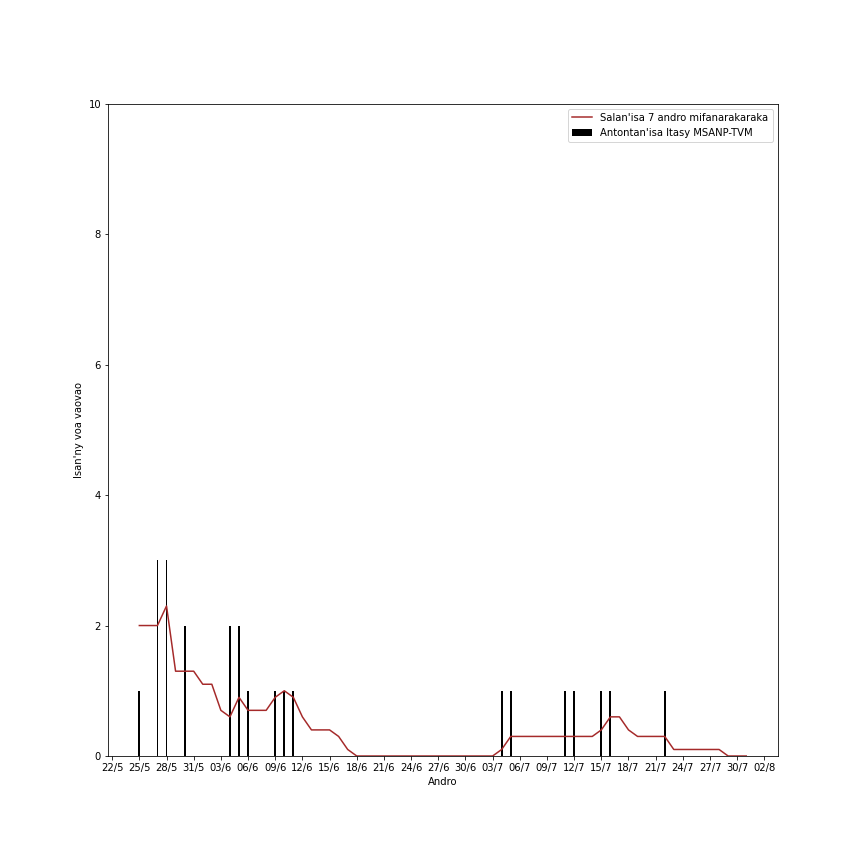 10
8
6
4
2
0
Isan'ny voa vaovao
Salan'isa 7 andro mifanarakaraka
Antontan'isa Itasy MSANP-TVM
22/5 25/5 28/5 31/5 03/6 06/6 09/6 12/6 15/6 18/6 21/6 24/6 27/6 30/6 03/7 06/7 09/7 12/7 15/7 18/7 21/7 24/7 27/7 30/7 02/8
Andro